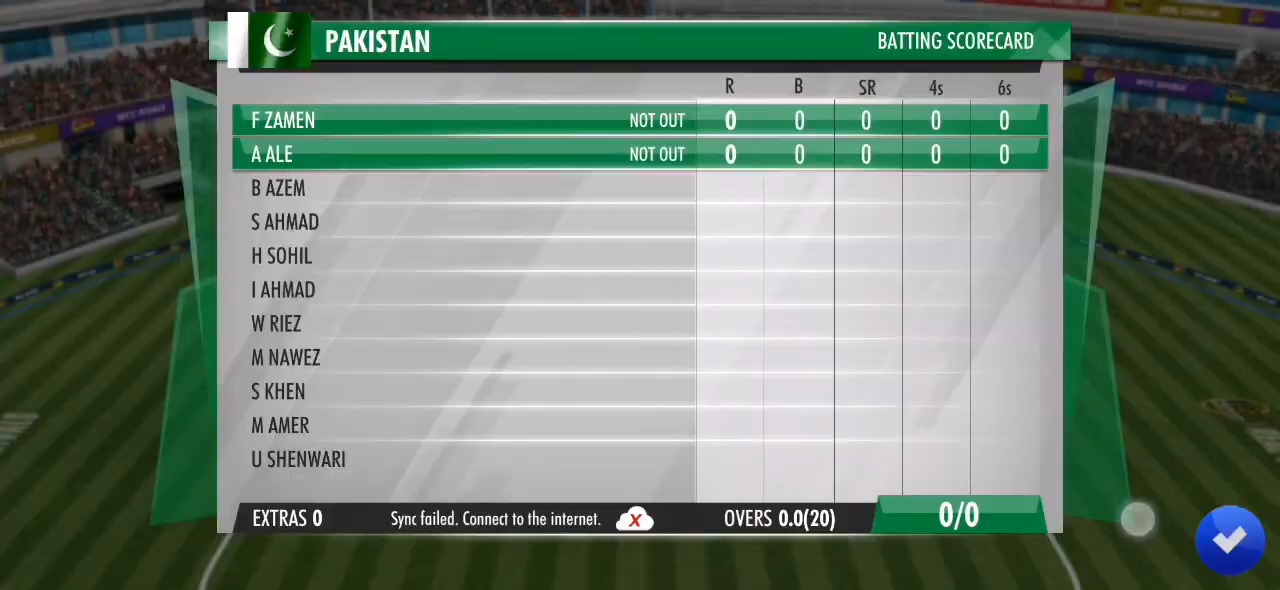 PAKISTAN BATTING SCORECARD
R B SR 4s 6s
F ZAMEN NOT OUT 0 0 0 0 0
A ALE NOT OUT 0 0 0 0 0
B AZEM
S AHMAD
H SOHIL
I AHMAD
W RIEZ
M NAWEZ
S KHEN
M AMER
U SHENWARI
EXTRAS 0 Sync failed. Connect to the internet. X OVERS 0.0(20) 0/0